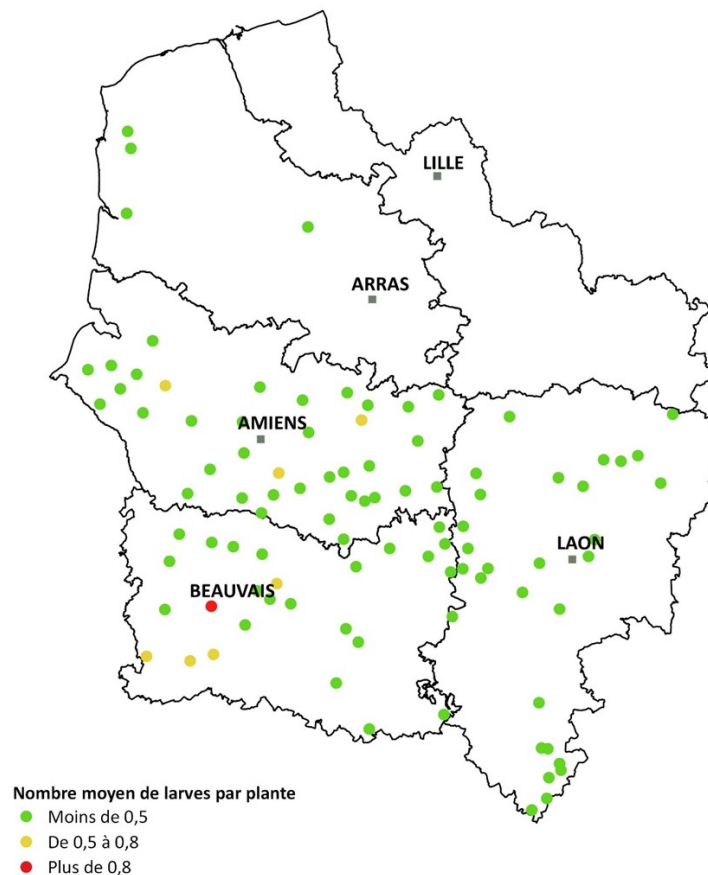 LILLE
ARRAS
AMIENS
LAON
BEAUVAIS
Nombre moyen de larves par plante
Moins de 0,5
De 0,5 à 0,8
Plus de 0,8